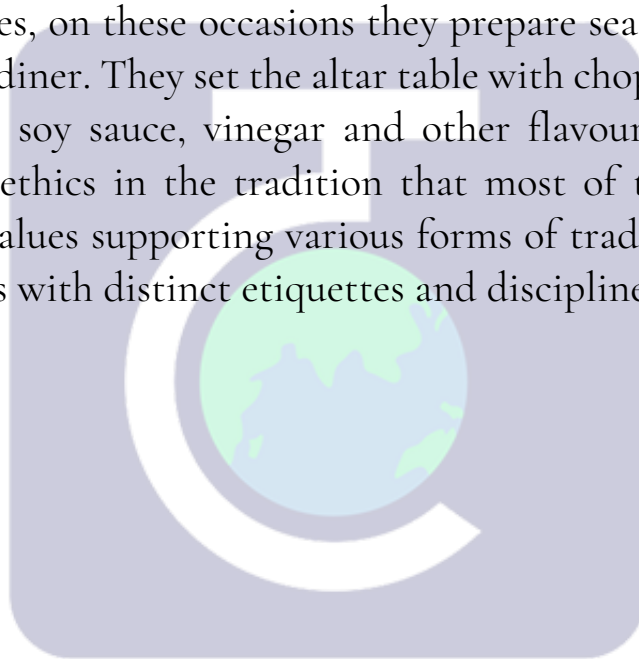 es, on these occasions they prepare sea
diner. They set the altar table with chop
soy sauce, vinegar and other flavour
ethics in the tradition that most of t
alues supporting various forms of trad
s with distinct etiquettes and discipline